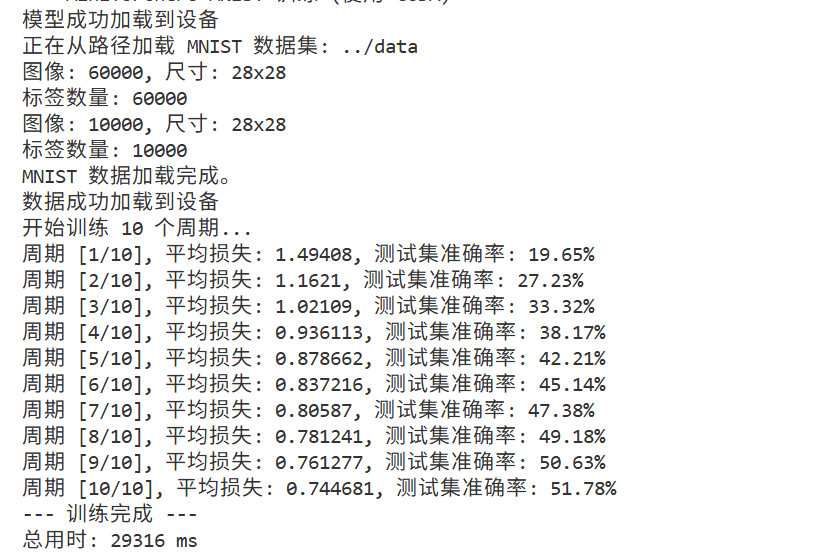 模型成功加载到设备
正在从路径加载 MNIST 数据集: ../data
图像: 60000, 尺寸: 28x28
标签数量: 60000
图像: 10000, 尺寸: 28x28
标签数量: 10000
MNIST 数据加载完成。
数据成功加载到设备
开始训练 10 个周期...
周期 [1/10], 平均损失: 1.49408, 测试集准确率: 19.65%
周期 [2/10], 平均损失: 1.1621, 测试集准确率: 27.23%
周期 [3/10], 平均损失: 1.02109, 测试集准确率: 33.32%
周期 [4/10], 平均损失: 0.936113, 测试集准确率: 38.17%
周期 [5/10], 平均损失: 0.878662, 测试集准确率: 42.21%
周期 [6/10], 平均损失: 0.837216, 测试集准确率: 45.14%
周期 [7/10], 平均损失: 0.80587, 测试集准确率: 47.38%
周期 [8/10], 平均损失: 0.781241, 测试集准确率: 49.18%
周期 [9/10], 平均损失: 0.761277, 测试集准确率: 50.63%
周期 [10/10], 平均损失: 0.744681, 测试集准确率: 51.78%
--- 训练完成 ---
总用时: 29316 ms